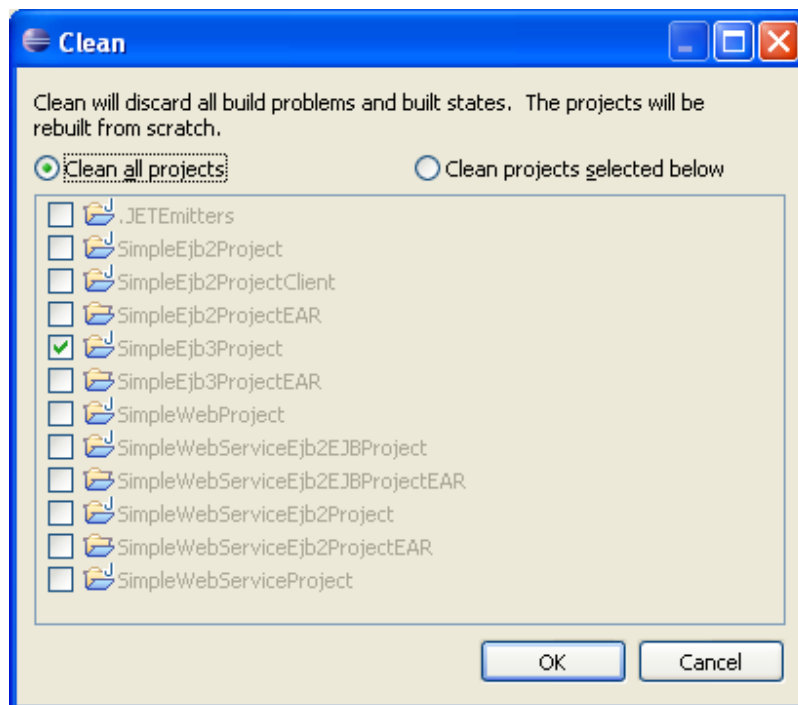 Clean
Clean will discard all build problems and built states. The projects will be
rebuilt from scratch.
Clean all projects
Clean projects selected below
.JETEmitters
SimpleEjb2Project
SimpleEjb2ProjectClient
SimpleEjb2ProjectEAR
SimpleEjb3Project
SimpleEjb3ProjectEAR
SimpleWebProject
SimpleWebServiceEjb2EJBProject
SimpleWebServiceEjb2EJBProjectEAR
SimpleWebServiceEjb2Project
SimpleWebServiceEjb2ProjectEAR
SimpleWebServiceProject
OK
Cancel